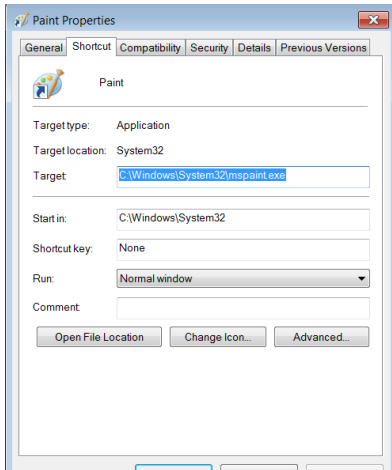 Paint Properties
General Shortcut Compatibility Security Details Previous Versions
Paint
Target type: Application
Target location: System32
Target: C:\Windows\System32\mspaint.exe
Start in: C:\Windows\System32
Shortcut key: None
Run: Normal window
Comment:
Open File Location Change Icon... Advanced...